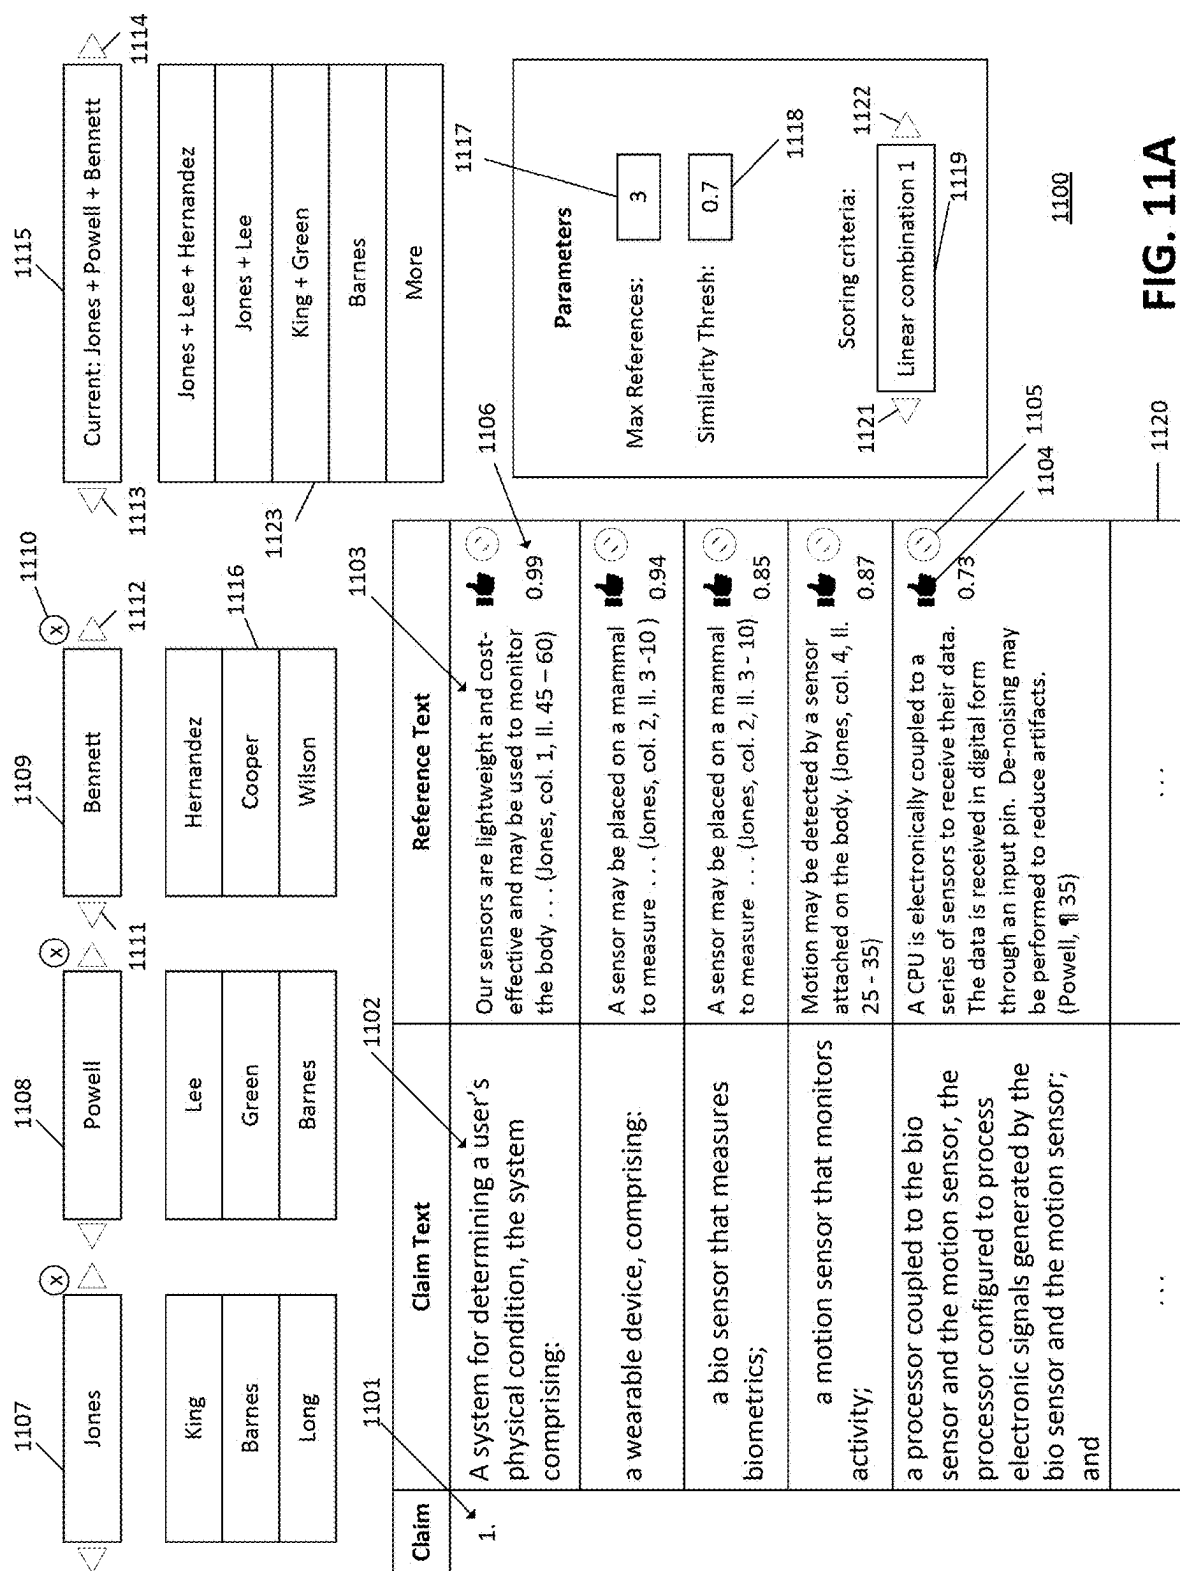 1107
1108
1109
1110
1115
Jones
X
Powell
X
Bennett
X
Current: Jones + Powell + Bennett
1111
1112
1113
1114
King
Barnes
Long
Lee
Green
Barnes
Hernandez
Cooper
Wilson
1116
Jones + Lee + Hernandez
Jones + Lee
King + Green
Barnes
More
1123
1101
1102
1103
1106
Claim
Claim Text
Reference Text
1.
A system for determining a user's
physical condition, the system
comprising:
Our sensors are lightweight and cost-
effective and may be used to monitor
the body . . . (Jones, col. 1, ll. 45 – 60)
0.99
a wearable device, comprising:
A sensor may be placed on a mammal
to measure . . . (Jones, col. 2, ll. 3 -10 )
0.94
a bio sensor that measures
biometrics;
A sensor may be placed on a mammal
to measure . . . (Jones, col. 2, ll. 3 - 10)
0.85
a motion sensor that monitors
activity;
Motion may be detected by a sensor
attached on the body. (Jones, col. 4, ll.
25 - 35)
0.87
a processor coupled to the bio
sensor and the motion sensor, the
processor configured to process
electronic signals generated by the
bio sensor and the motion sensor;
and
A CPU is electronically coupled to a
series of sensors to receive their data.
The data is received in digital form
through an input pin. De-noising may
be performed to reduce artifacts.
(Powell, ¶ 35)
0.73
1105
1104
. . .
. . .
1120
Parameters
Max References:
3
1117
Similarity Thresh:
0.7
1118
Scoring criteria:
Linear combination 1
1121
1122
1119
1100
FIG. 11A